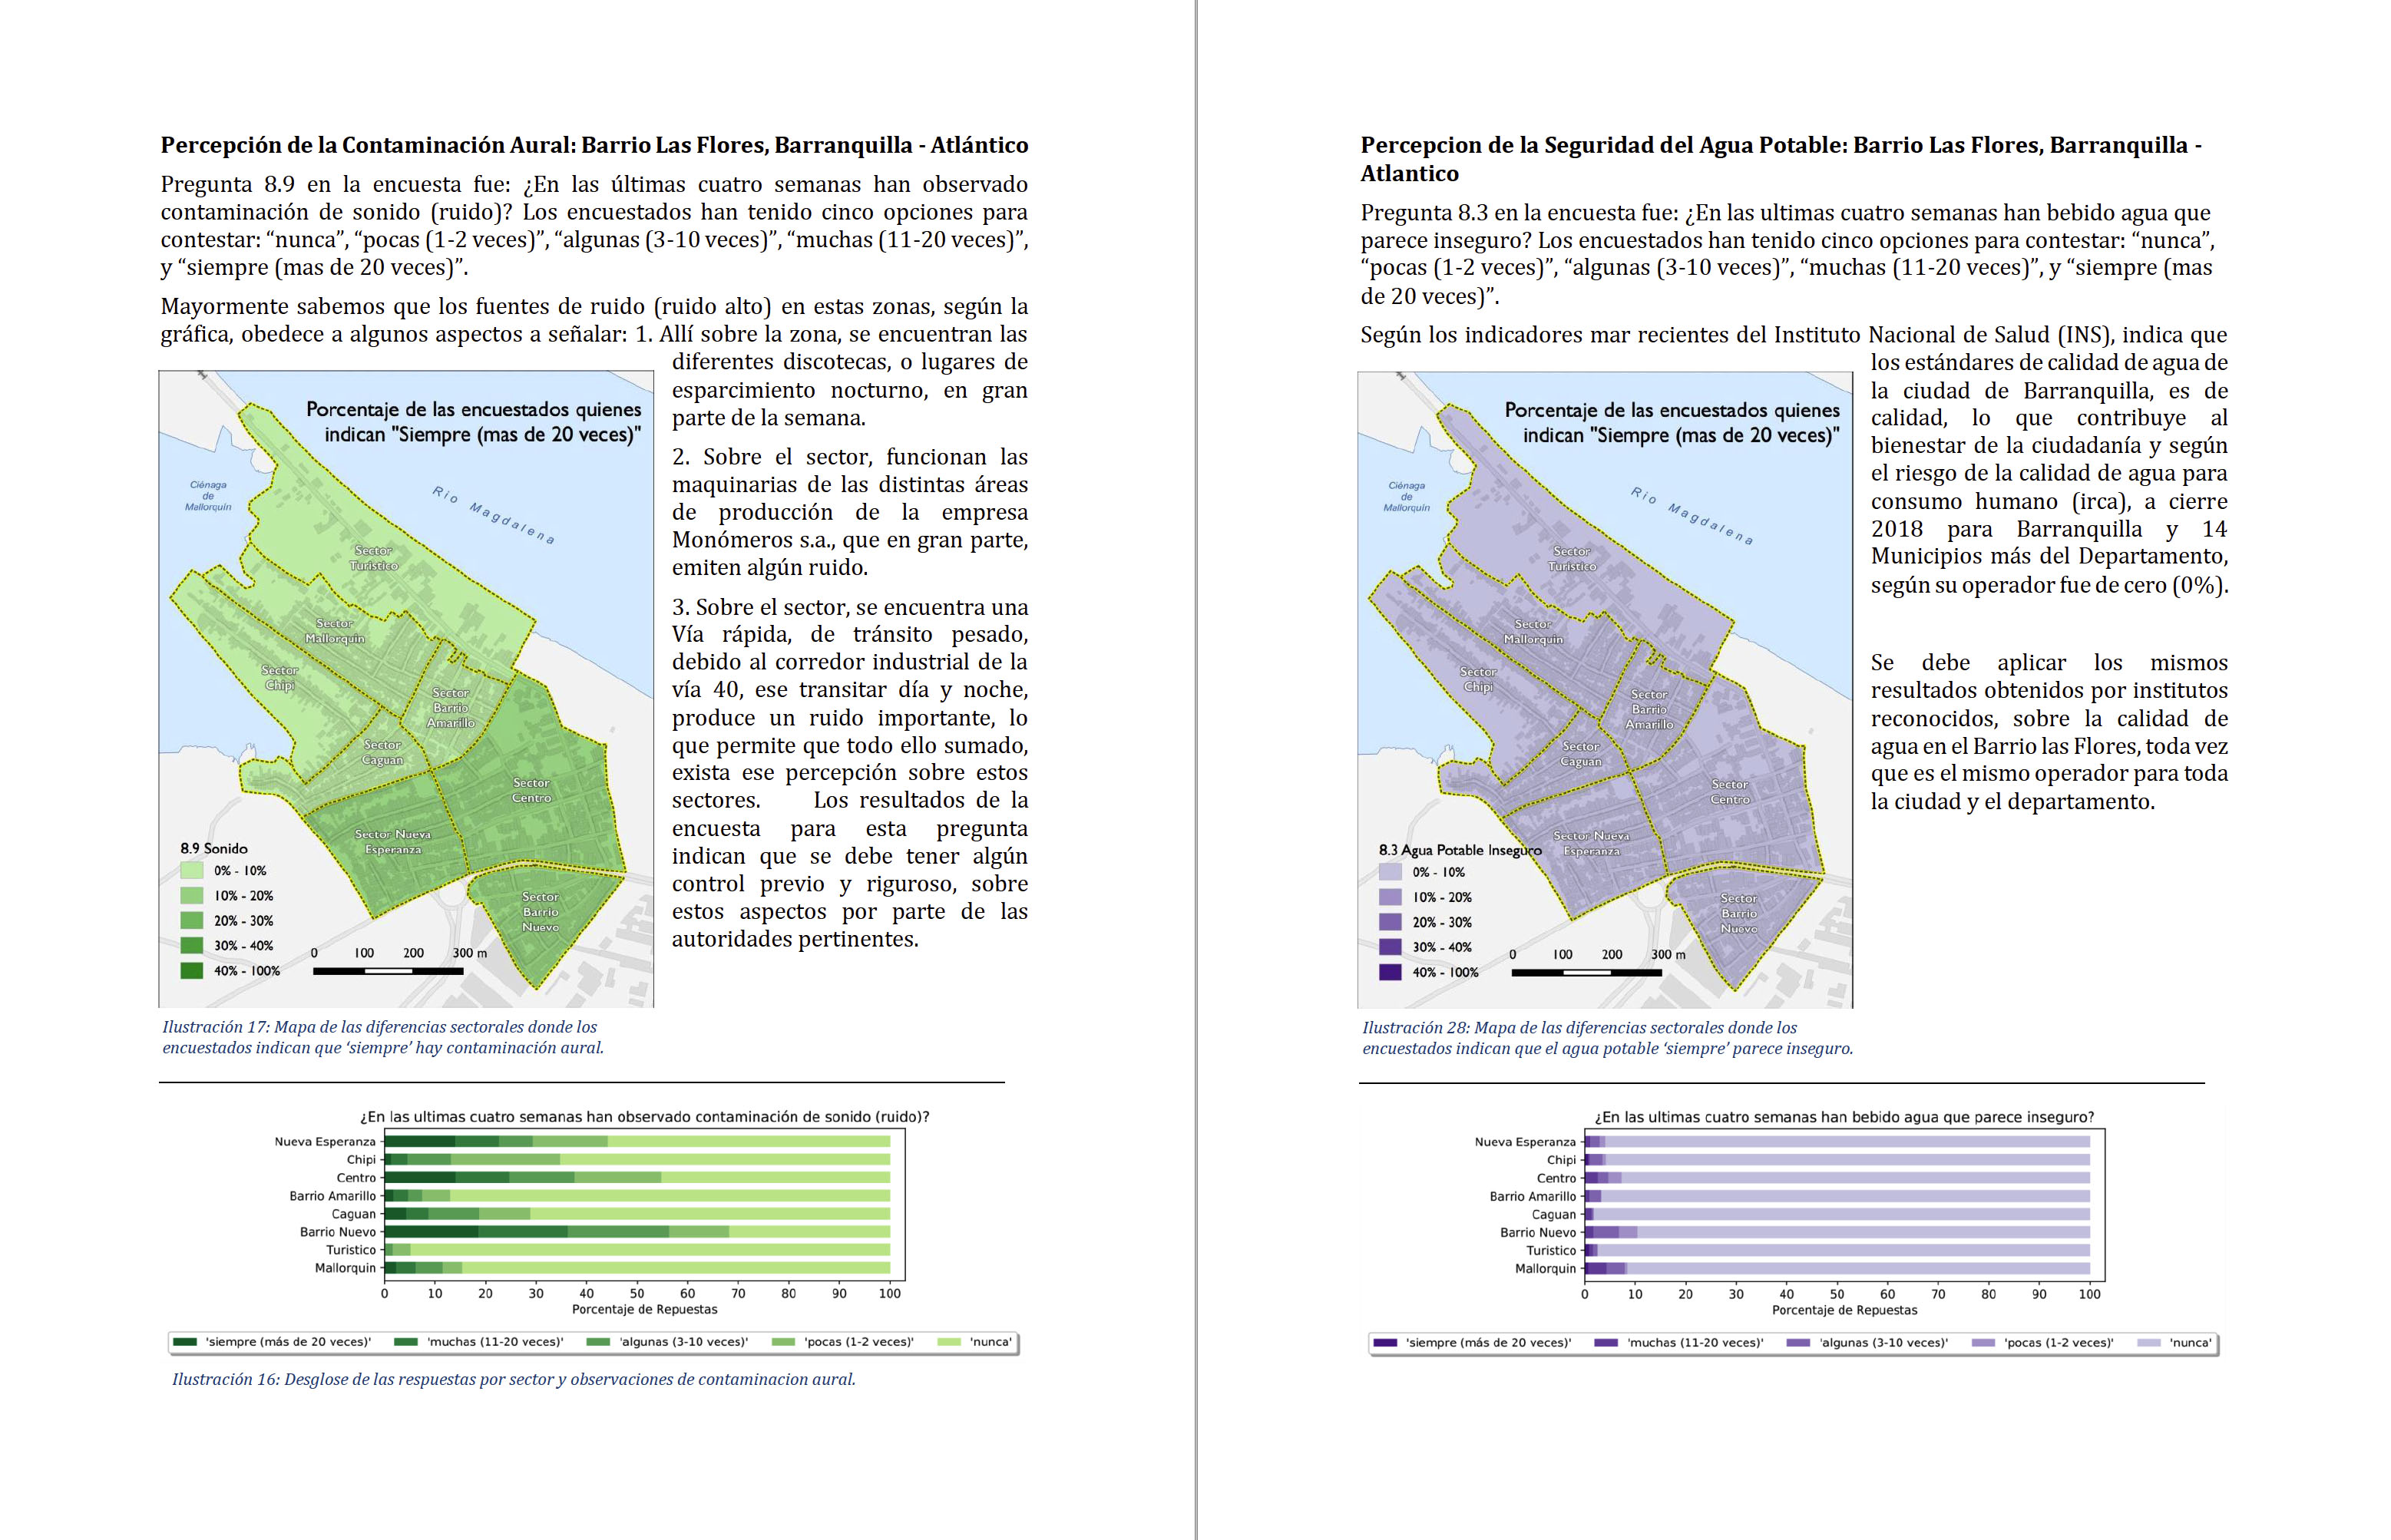 Percepción de la Contaminación Aural: Barrio Las Flores, Barranquilla - Atlántico
Pregunta 8.9 en la encuesta fue: ¿En las últimas cuatro semanas han observado
contaminación de sonido (ruido)? Los encuestados han tenido cinco opciones para
contestar: “nunca”, “pocas (1-2 veces)”, “algunas (3-10 veces)”, “muchas (11-20 veces)”,
y “siempre (mas de 20 veces)”.
Mayormente sabemos que los fuentes de ruido (ruido alto) en estas zonas, según la
gráfica, obedece a algunos aspectos a señalar: 1. Allí sobre la zona, se encuentran las
diferentes discotecas, o lugares de
esparcimiento nocturno, en gran
parte de la semana.
2. Sobre el sector, funcionan las
maquinarias de las distintas áreas
de producción de la empresa
Monómeros s.a., que en gran parte,
emiten algún ruido.
3. Sobre el sector, se encuentra una
Vía rápida, de tránsito pesado,
debido al corredor industrial de la
vía 40, ese transitar día y noche,
produce un ruido importante, lo
que permite que todo ello sumado,
exista ese percepción sobre estos
sectores. Los resultados de la
encuesta para esta pregunta
indican que se debe tener algún
control previo y riguroso, sobre
estos aspectos por parte de las
autoridades pertinentes.
Porcentaje de las encuestados quienes
indican "Siempre (mas de 20 veces)"
Ciénaga
de
Mallorquín
Rio Magdalena
Sector
Turistico
Sector
Mallorquin
Sector
Chipi
Sector
Barrio
Amarillo
Sector
Caguan
Sector
Centro
Sector Nueva
Esperanza
Sector
Barrio
Nuevo
8.9 Sonido
0% - 10%
10% - 20%
20% - 30%
30% - 40%
40% - 100%
0 100 200 300 m
Ilustración 17: Mapa de las diferencias sectorales donde los
encuestados indican que ‘siempre’ hay contaminación aural.
¿En las ultimas cuatro semanas han observado contaminación de sonido (ruido)?
Nueva Esperanza
Chipi
Centro
Barrio Amarillo
Caguan
Barrio Nuevo
Turistico
Mallorquin
0 10 20 30 40 50 60 70 80 90 100
Porcentaje de Repuestas
'siempre (más de 20 veces)' 'muchas (11-20 veces)' 'algunas (3-10 veces)' 'pocas (1-2 veces)' 'nunca'
Ilustración 16: Desglose de las respuestas por sector y observaciones de contaminacion aural.
Percepcion de la Seguridad del Agua Potable: Barrio Las Flores, Barranquilla -
Atlantico
Pregunta 8.3 en la encuesta fue: ¿En las ultimas cuatro semanas han bebido agua que
parece inseguro? Los encuestados han tenido cinco opciones para contestar: “nunca”,
“pocas (1-2 veces)”, “algunas (3-10 veces)”, “muchas (11-20 veces)”, y “siempre (mas
de 20 veces)”.
Según los indicadores mar recientes del Instituto Nacional de Salud (INS), indica que
los estándares de calidad de agua de
la ciudad de Barranquilla, es de
calidad, lo que contribuye al
bienestar de la ciudadanía y según
el riesgo de la calidad de agua para
consumo humano (irca), a cierre
2018 para Barranquilla y 14
Municipios más del Departamento,
según su operador fue de cero (0%).
Se debe aplicar los mismos
resultados obtenidos por institutos
reconocidos, sobre la calidad de
agua en el Barrio las Flores, toda vez
que es el mismo operador para toda
la ciudad y el departamento.
Porcentaje de las encuestados quienes
indican "Siempre (mas de 20 veces)"
Ciénaga
de
Mallorquín
Rio Magdalena
Sector
Turistico
Sector
Mallorquin
Sector
Chipi
Sector
Barrio
Amarillo
Sector
Caguan
Sector
Centro
Sector Nueva
Esperanza
Sector
Barrio
Nuevo
8.3 Agua Potable Inseguro
0% - 10%
10% - 20%
20% - 30%
30% - 40%
40% - 100%
0 100 200 300 m
Ilustración 28: Mapa de las diferencias sectorales donde los
encuestados indican que el agua potable ‘siempre’ parece inseguro.
¿En las ultimas cuatro semanas han bebido agua que parece inseguro?
Nueva Esperanza
Chipi
Centro
Barrio Amarillo
Caguan
Barrio Nuevo
Turistico
Mallorquin
0 10 20 30 40 50 60 70 80 90 100
Porcentaje de Repuestas
'siempre (más de 20 veces)' 'muchas (11-20 veces)' 'algunas (3-10 veces)' 'pocas (1-2 veces)' 'nunca'